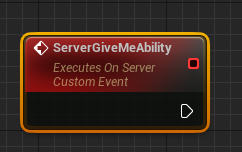 ServerGiveMeAbility
Executes On Server
Custom Event